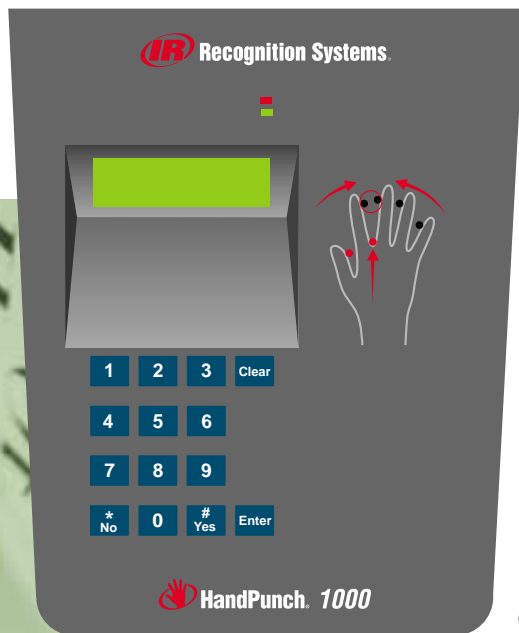 IR Recognition Systems.
1 2 3 Clear
4 5 6
7 8 9
* No 0 # Yes Enter
HandPunch. 1000